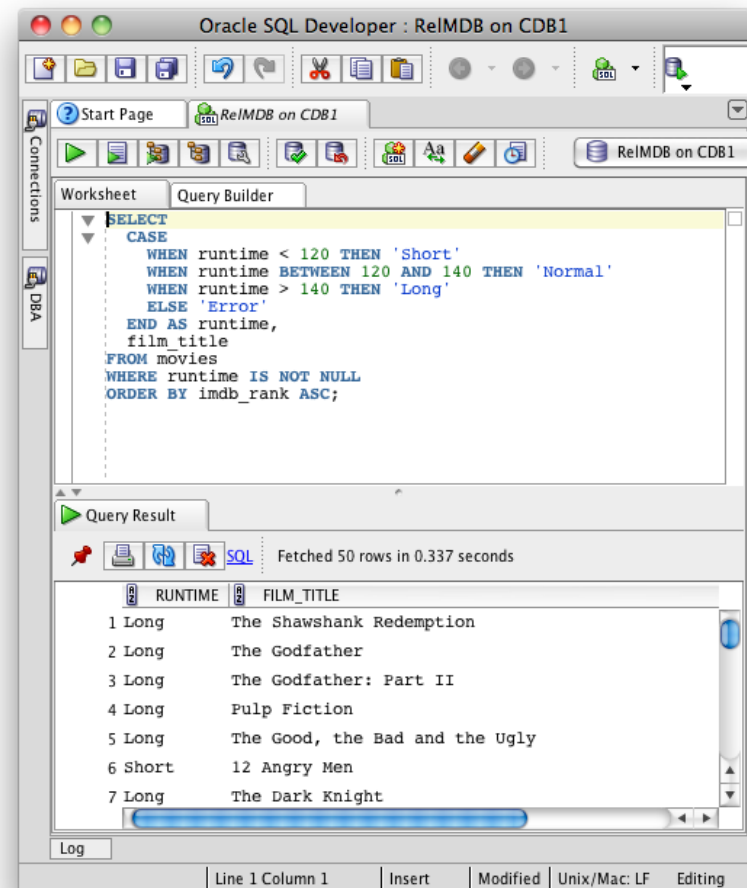 Oracle SQL Developer : RelMDB on CDB1
Start Page
RelMDB on CDB1
RelMDB on CDB1
Connections
DBA
Worksheet
Query Builder
SELECT
CASE
WHEN runtime < 120 THEN 'Short'
WHEN runtime BETWEEN 120 AND 140 THEN 'Normal'
WHEN runtime > 140 THEN 'Long'
ELSE 'Error'
END AS runtime,
film_title
FROM movies
WHERE runtime IS NOT NULL
ORDER BY imdb_rank ASC;
Query Result
SQL Fetched 50 rows in 0.337 seconds
RUNTIME FILM_TITLE
1 Long The Shawshank Redemption
2 Long The Godfather
3 Long The Godfather: Part II
4 Long Pulp Fiction
5 Long The Good, the Bad and the Ugly
6 Short 12 Angry Men
7 Long The Dark Knight
Log
Line 1 Column 1 Insert Modified Unix/Mac: LF Editing